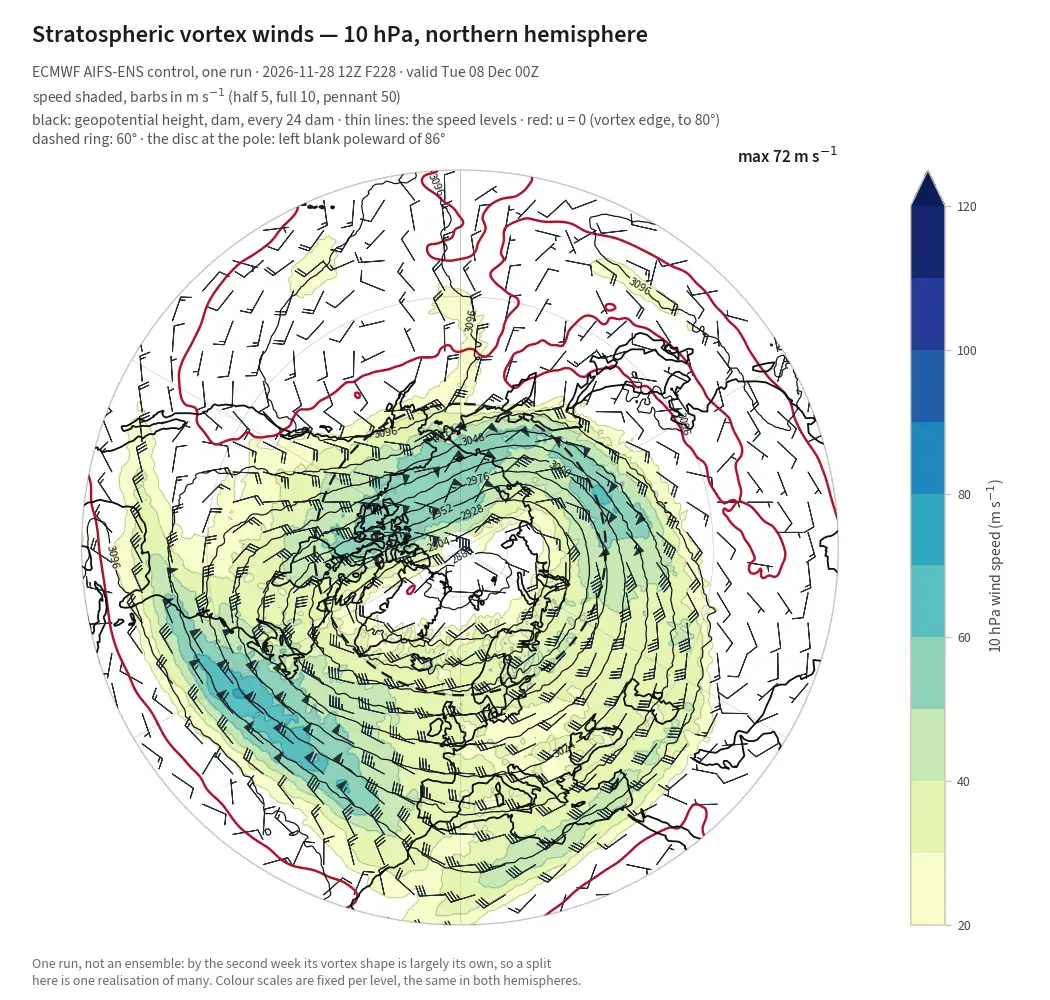 Stratospheric vortex winds — 10 hPa, northern hemisphere
ECMWF AIFS-ENS control, one run · 2026-11-28 12Z F228 · valid Tue 08 Dec 00Z
speed shaded, barbs in m s⁻¹ (half 5, full 10, pennant 50)
black: geopotential height, dam, every 24 dam · thin lines: the speed levels · red: u = 0 (vortex edge, to 80°)
dashed ring: 60° · the disc at the pole: left blank poleward of 86°
max 72 m s⁻¹
3096
120
3096
3096
100
3096
3048
2976
80
2928
3096
60
40
20
10 hPa wind speed (m s⁻¹)
One run, not an ensemble: by the second week its vortex shape is largely its own, so a split
here is one realisation of many. Colour scales are fixed per level, the same in both hemispheres.